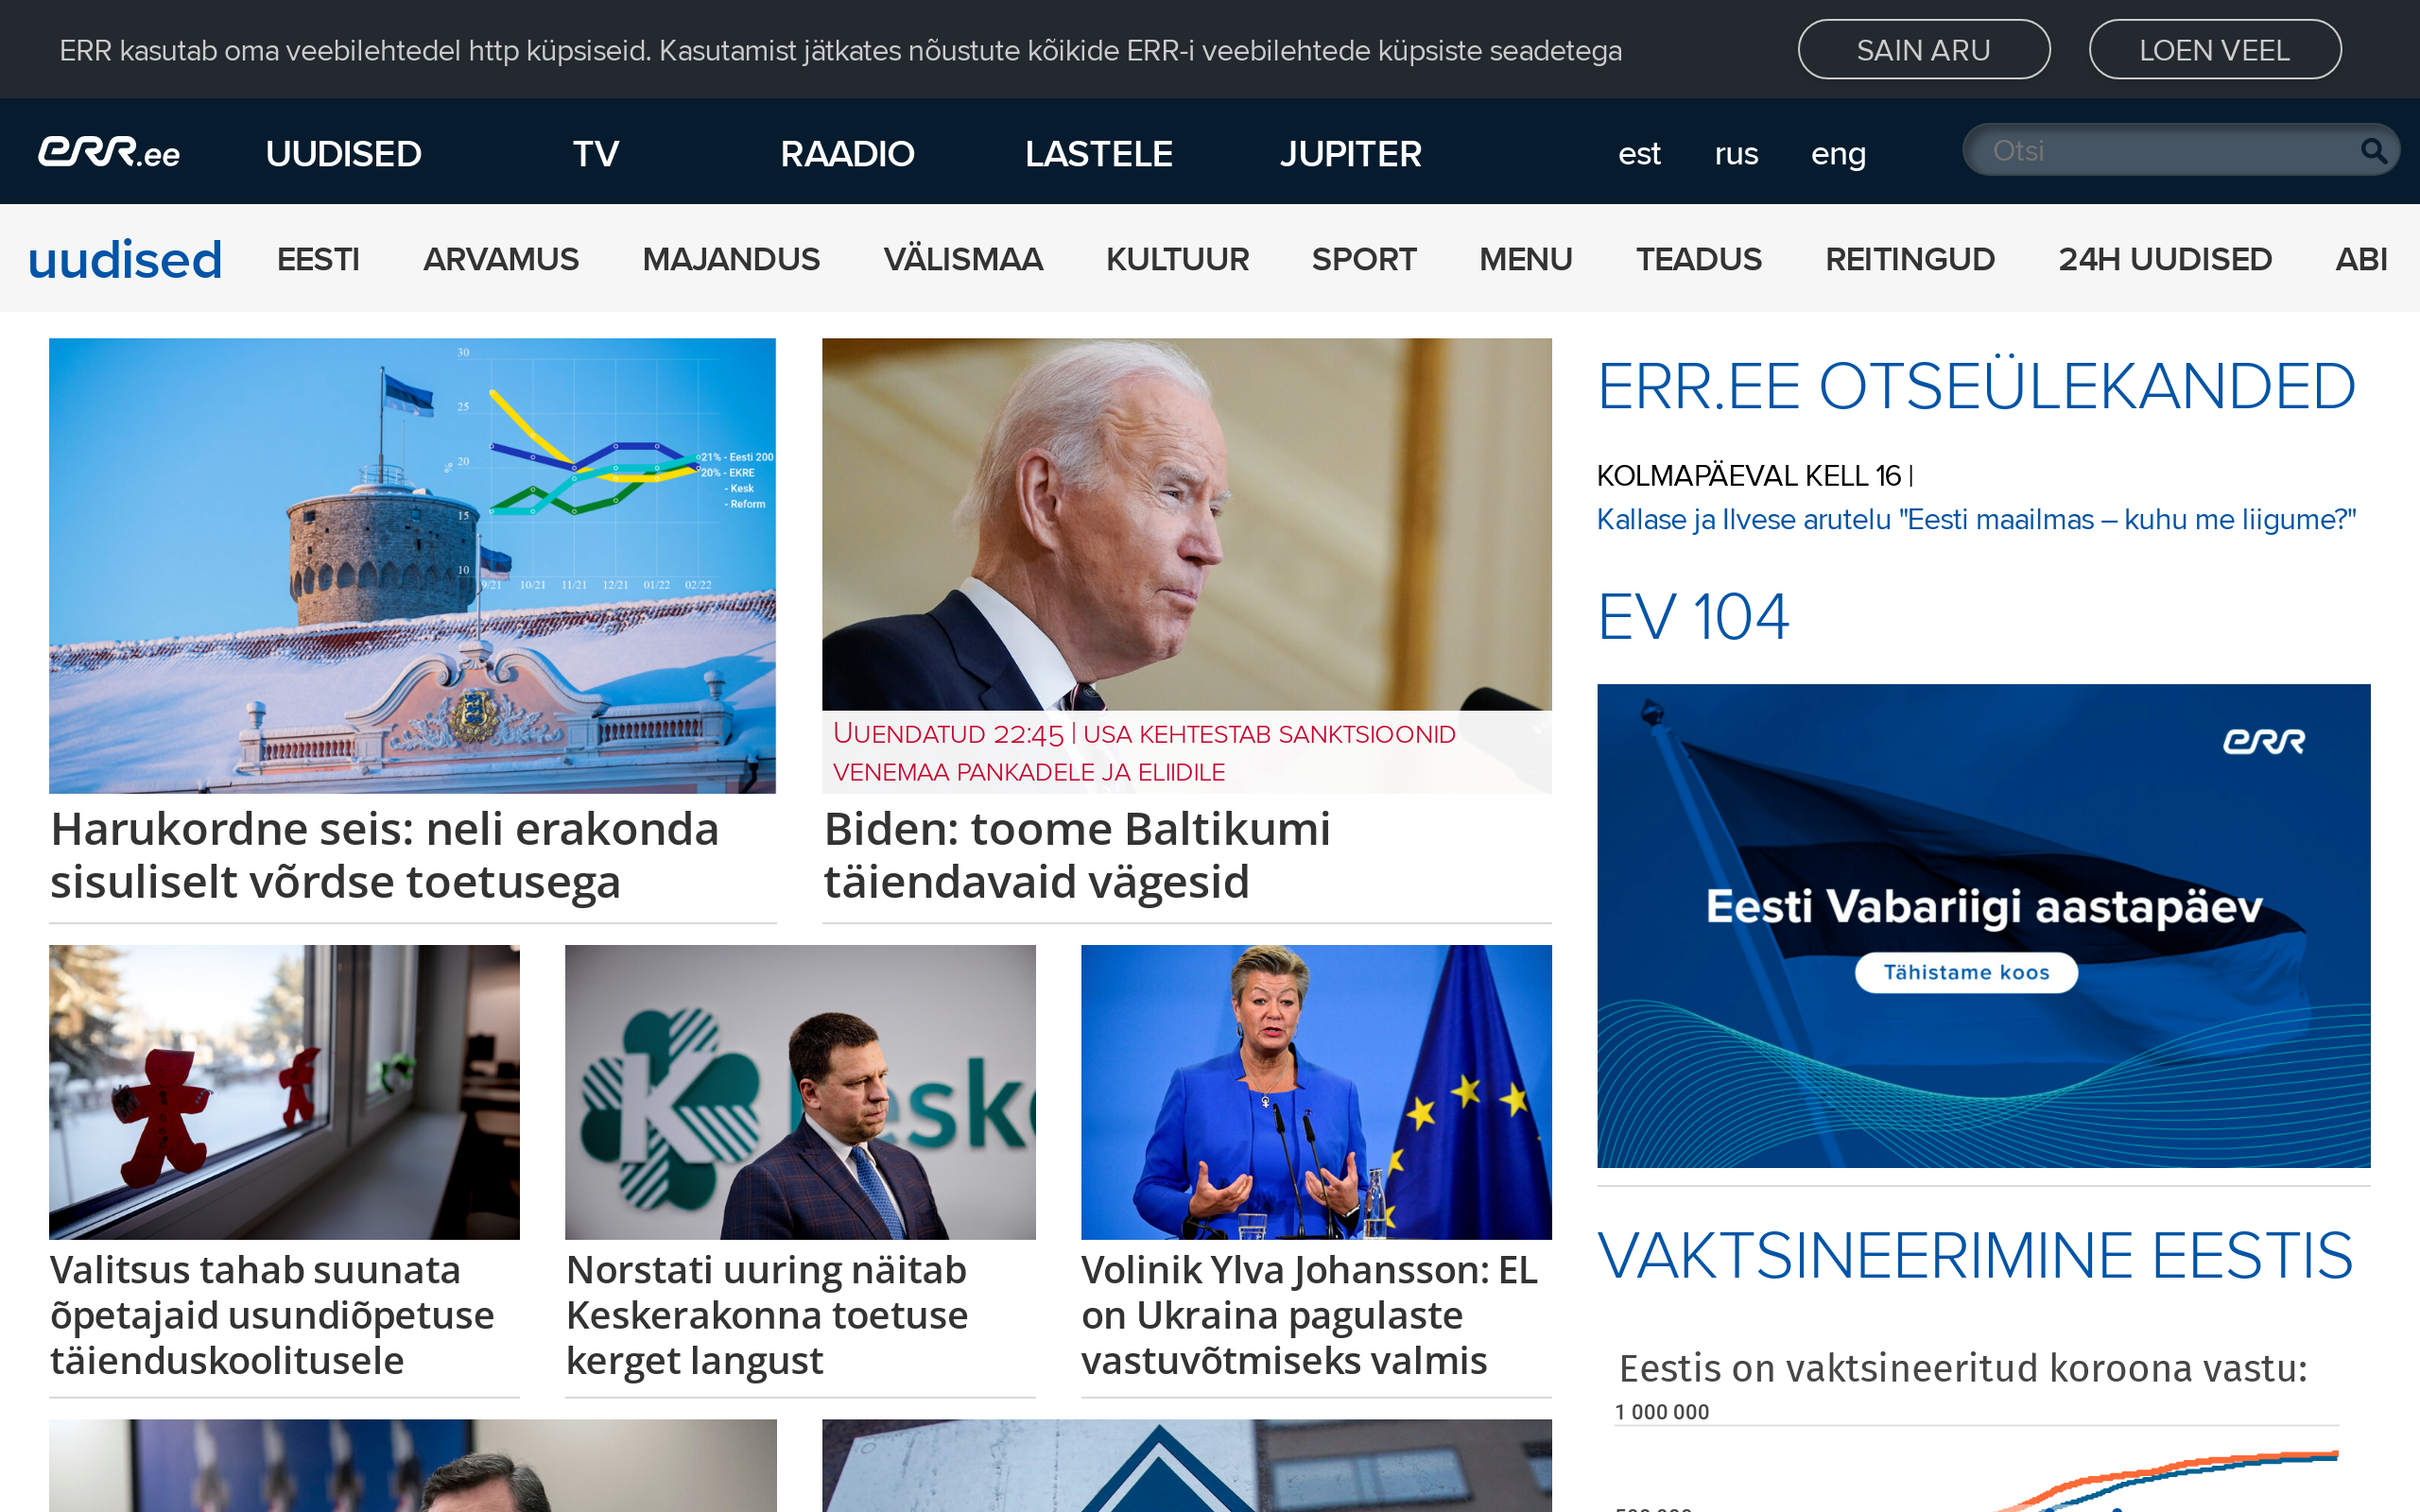 ERR kasutab oma veebilehtedel http küpsiseid. Kasutamist jätkates nõustute kõikide ERR-i veebilehtede küpsiste seadetega
SAIN ARU
LOEN VEEL
err.ee
UUDISED
TV
RAADIO
LASTELE
JUPITER
est
rus
eng
Otsi
uudised
EESTI
ARVAMUS
MAJANDUS
VÄLISMAA
KULTUUR
SPORT
MENU
TEADUS
REITINGUD
24H UUDISED
ABI
30
25
%
20
15
10
9/21 10/21 11/21 12/21 01/22 02/22
21% - Eesti 200
20% - EKRE
- Kesk
- Reform
Harukordne seis: neli erakonda
sisuliselt võrdse toetusega
UUENDATUD 22:45 | USA KEHTESTAB SANKTSIOONID
VENEMAA PANKADELE JA ELIIDILE
Biden: toome Baltikumi
täiendavaid vägesid
Valitsus tahab suunata
õpetajaid usundiõpetuse
täienduskoolitusele
K
Keske
Norstati uuring näitab
Keskerakonna toetuse
kerget langust
Volinik Ylva Johansson: EL
on Ukraina pagulaste
vastuvõtmiseks valmis
ERR.EE OTSEÜLEKANDED
KOLMAPÄEVAL KELL 16 |
Kallase ja Ilvese arutelu "Eesti maailmas – kuhu me liigume?"
EV 104
err
Eesti Vabariigi aastapäev
Tähistame koos
VAKTSINEERIMINE EESTIS
Eestis on vaktsineeritud koroona vastu:
1 000 000